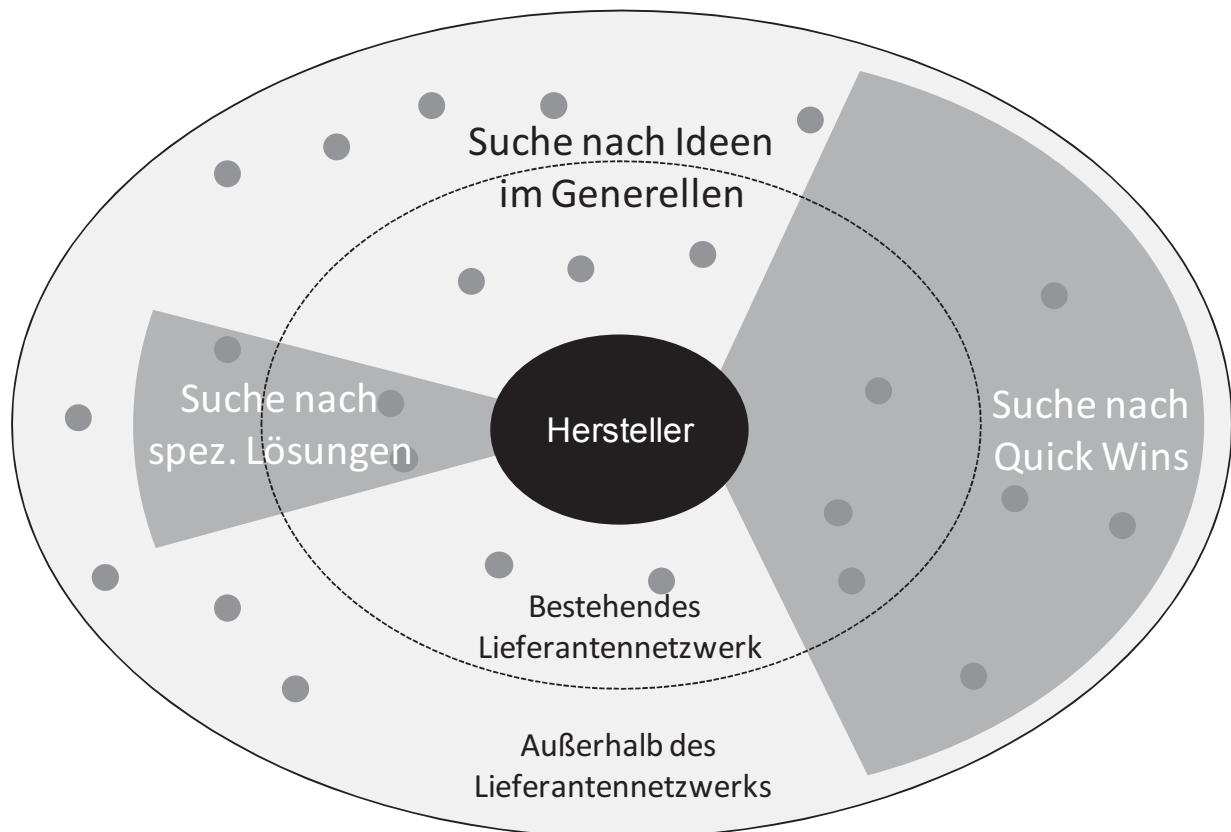 Suche nach Ideen
im Generellen
Suche nach
spez. Lösungen
Hersteller
Suche nach
Quick Wins
Bestehendes
Lieferantennetzwerk
Außerhalb des
Lieferantennetzwerks